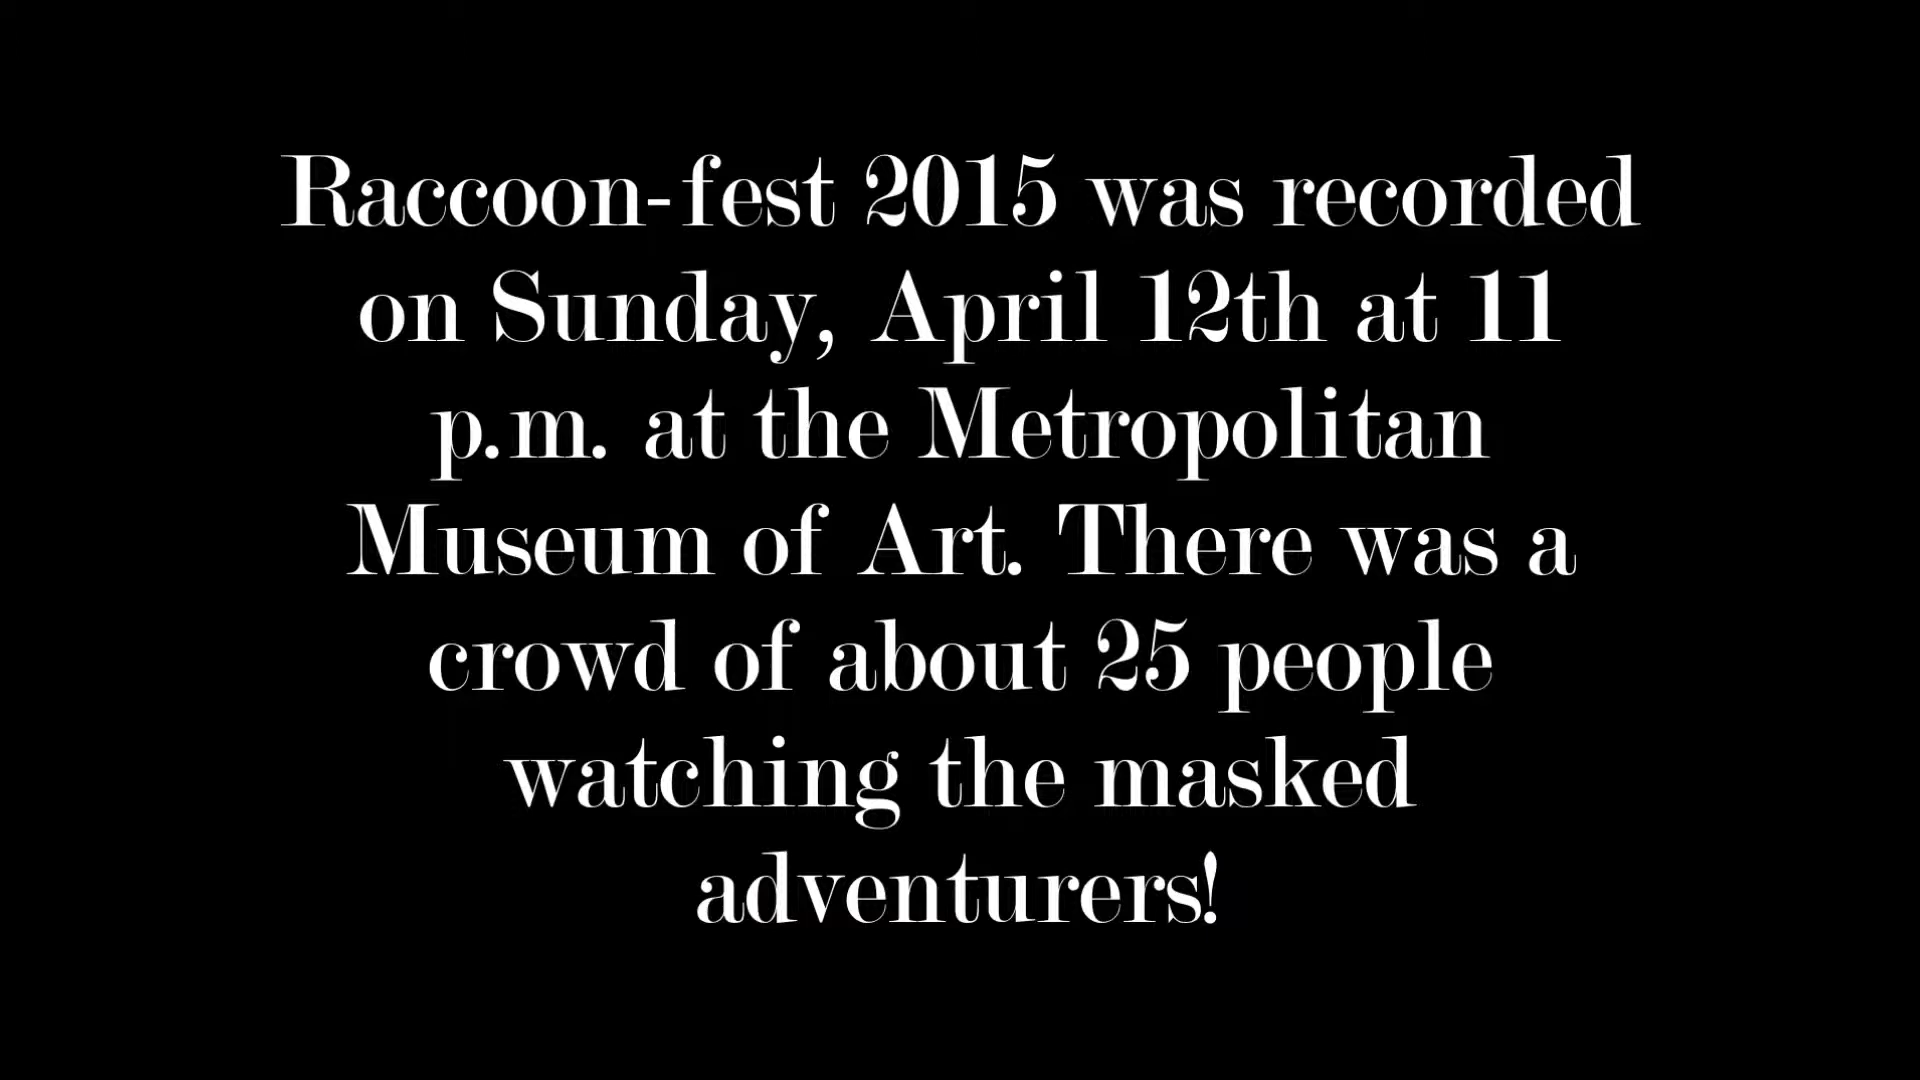 Raccoon-fest 2015 was recorded
on Sunday, April 12th at 11
p.m. at the Metropolitan
Museum of Art. There was a
crowd of about 25 people
watching the masked
adventurers!